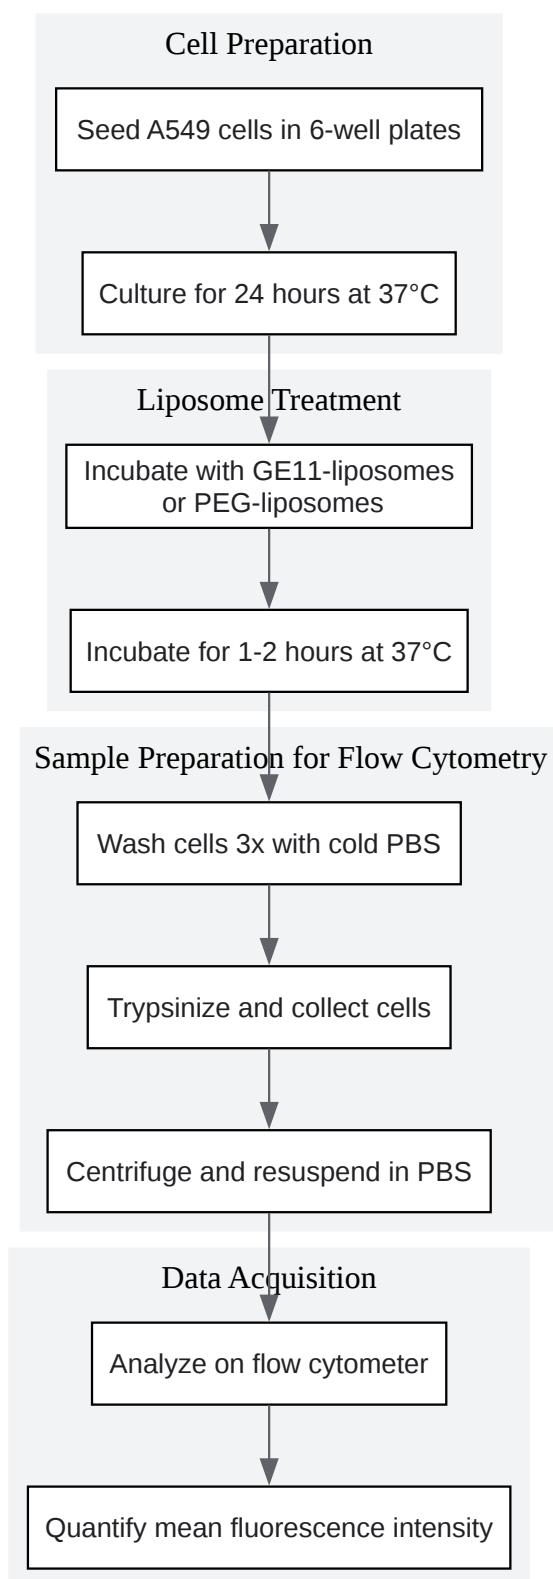 Cell Preparation
Seed A549 cells in 6-well plates
Culture for 24 hours at 37°C
Liposome Treatment
Incubate with GE11-liposomes
or PEG-liposomes
Incubate for 1-2 hours at 37°C
Sample Preparation for Flow Cytometry
Wash cells 3x with cold PBS
Trypsinize and collect cells
Centrifuge and resuspend in PBS
Data Acquisition
Analyze on flow cytometer
Quantify mean fluorescence intensity